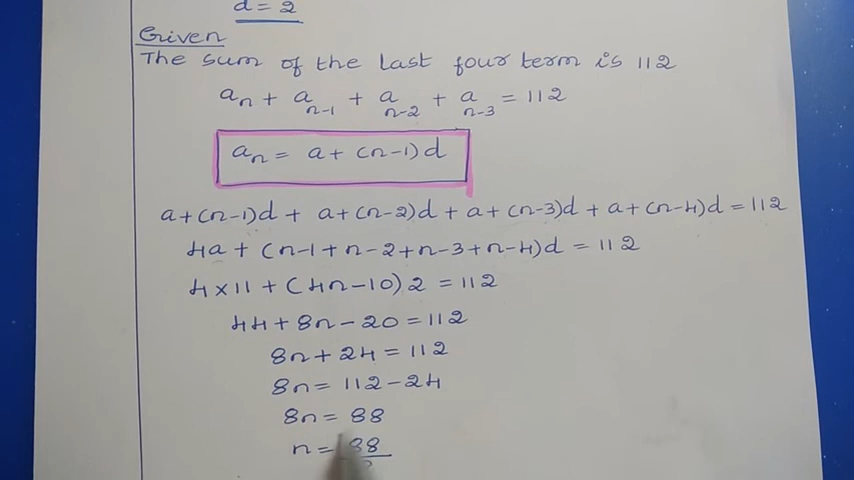 d = 2
Given
The sum of the last four term is 112
aₙ + aₙ₋₁ + aₙ₋₂ + aₙ₋₃ = 112
aₙ = a + (n-1)d
a+(n-1)d + a+(n-2)d + a+(n-3)d + a+(n-4)d = 112
4a + (n-1+n-2+n-3+n-4)d = 112
4×11 + (4n-10)2 = 112
44+8n-20=112
8n+24=112
8n=112-24
8n=88
n=88